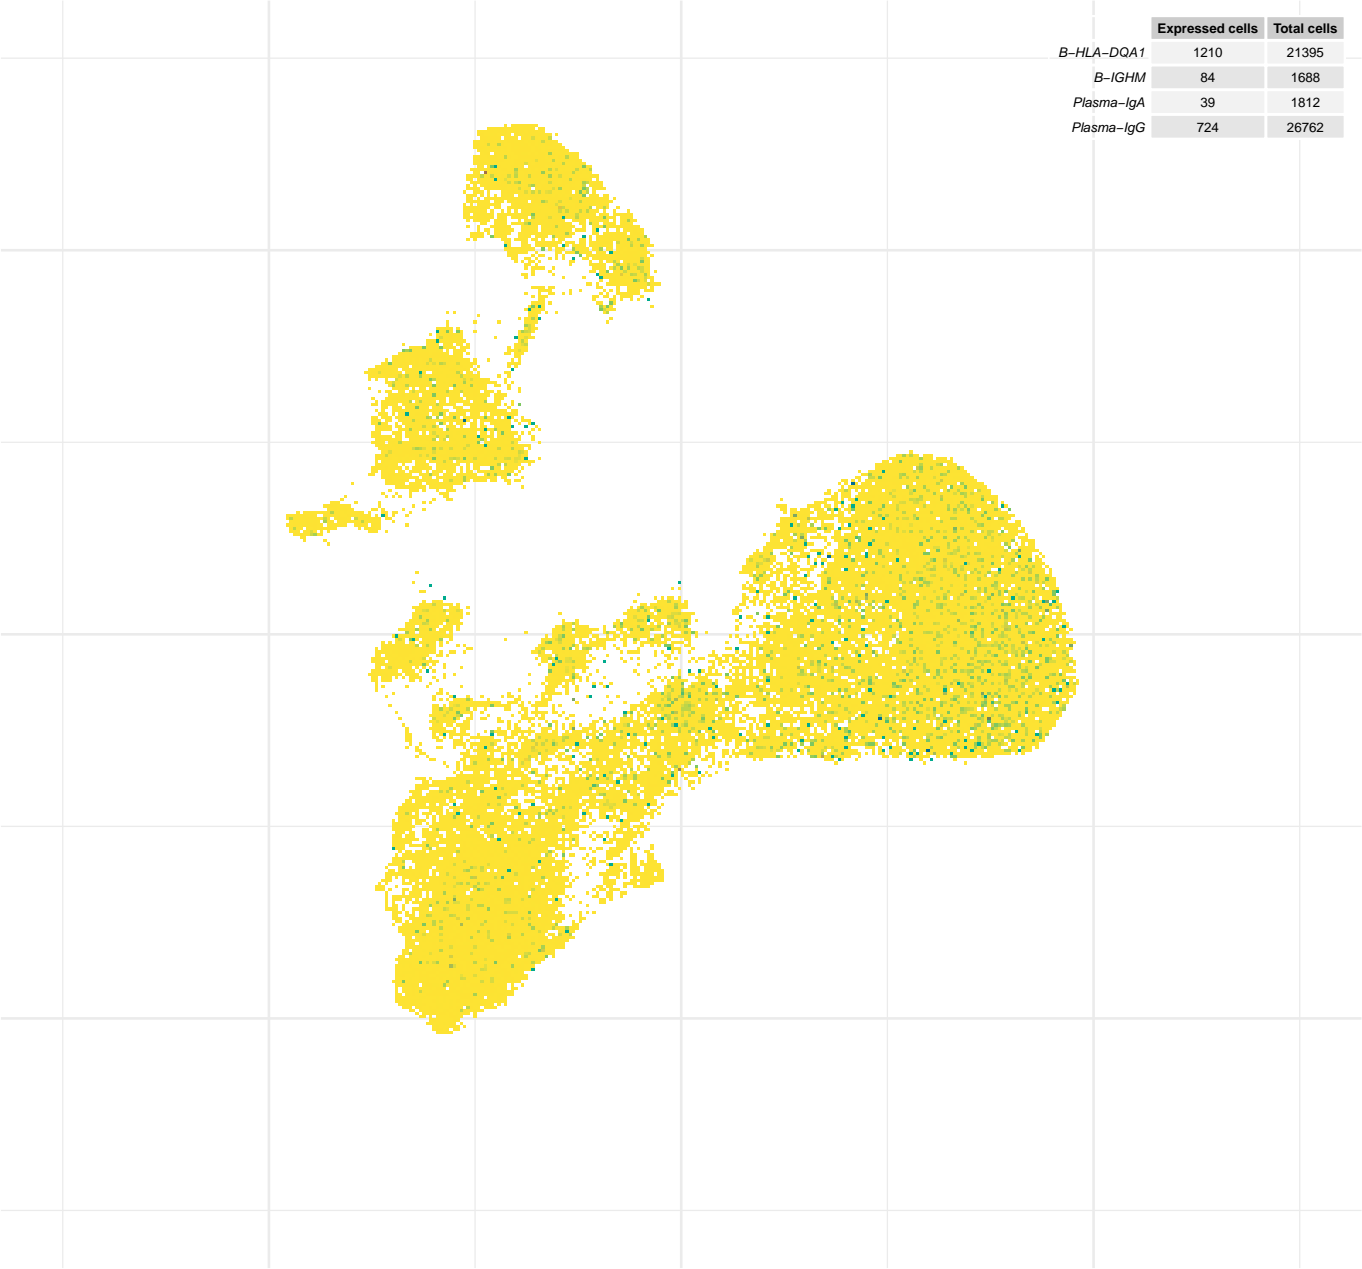 Expressed cells Total cells
B−HLA−DQA1 1210 21395
B−IGHM 84 1688
Plasma−IgA 39 1812
Plasma−IgG 724 26762